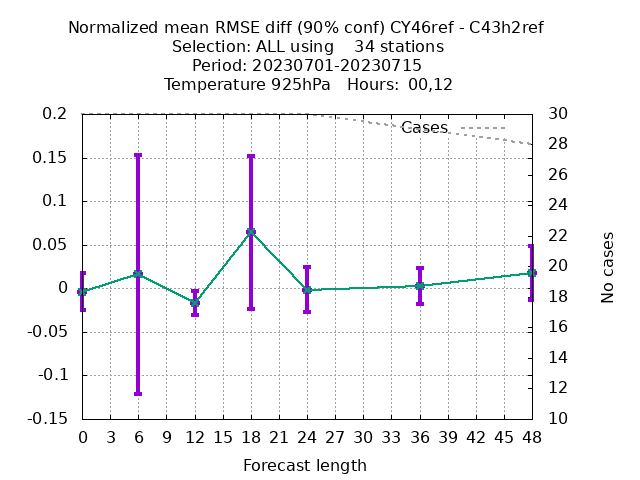 Normalized mean RMSE diff (90% conf) CY46ref - C43h2ref
Selection: ALL using 34 stations
Period: 20230701-20230715
Temperature 925hPa Hours: 00,12
Cases
0.2
0.15
0.1
0.05
0
-0.05
-0.1
-0.15
30
28
26
24
22
20
18
16
14
12
10
No cases
0 3 6 9 12 15 18 21 24 27 30 33 36 39 42 45 48
Forecast length